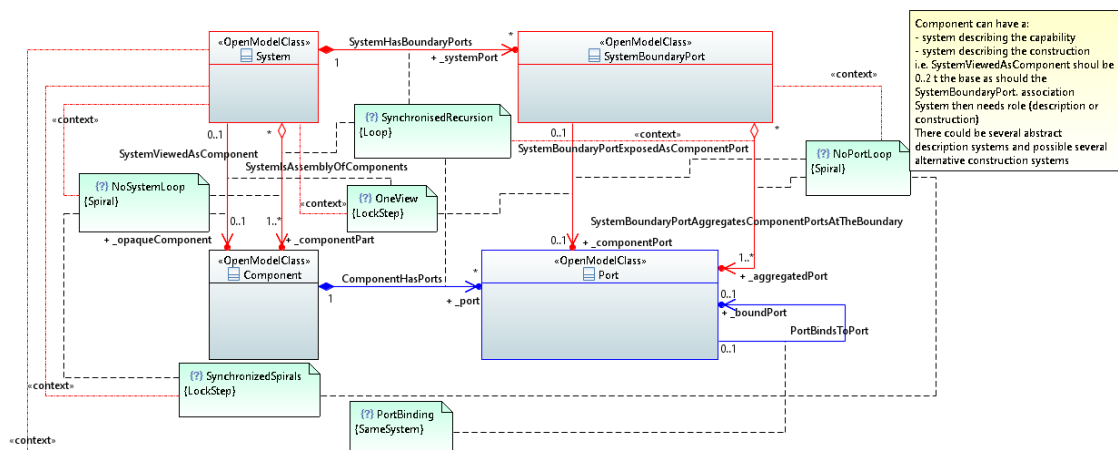 Component can have a:
- system describing the capability
- system describing the construction
i.e. SystemViewedAsComponent shoul be
0..2 t the base as should the
SystemBoundaryPort. association
System then needs role (description or
construction)
There could be several abstract
description systems and possible several
alternative construction systems
«OpenModelClass»
System
SystemHasBoundaryPorts
1
*
+ _systemPort
«OpenModelClass»
SystemBoundaryPort
«context»
«context»
{?} SynchronisedRecursion
{Loop}
0..1
*
SystemViewedAsComponent
SystemIsAssemblyOfComponents
0..1
«context»
*
SystemBoundaryPortExposedAsComponentPort
{?} NoPortLoop
{Spiral}
{?} NoSystemLoop
{Spiral}
«context»
{?} OneView
{LockStep}
0..1
1..*
+ _opaqueComponent
+ _componentPart
SystemBoundaryPortAggregatesComponentPortsAtTheBoundary
0..1
+ _componentPort
1..*
+ _aggregatedPort
«OpenModelClass»
Component
ComponentHasPorts
1
*
+ _port
«OpenModelClass»
Port
0..1
+ _boundPort
PortBindsToPort
0..1
{?} SynchronizedSpirals
{LockStep}
«context»
{?} PortBinding
{SameSystem}
«context»